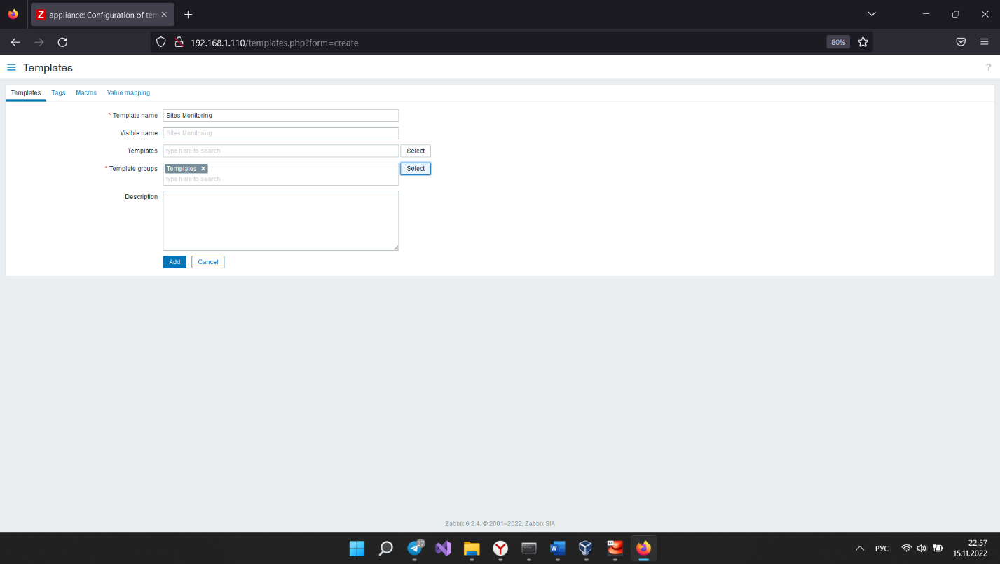 Z appliance: Configuration of tem
192.168.1.110/templates.php?form=create
80%
Templates
?
Templates Tags Macros Value mapping
* Template name Sites Monitoring
Visible name Sites Monitoring
Templates type here to search Select
* Template groups Templates Select
type here to search
Description
Add Cancel
Zabbix 6.2.4. © 2001–2022, Zabbix SIA
27
W
64
РУС
22:57
15.11.2022